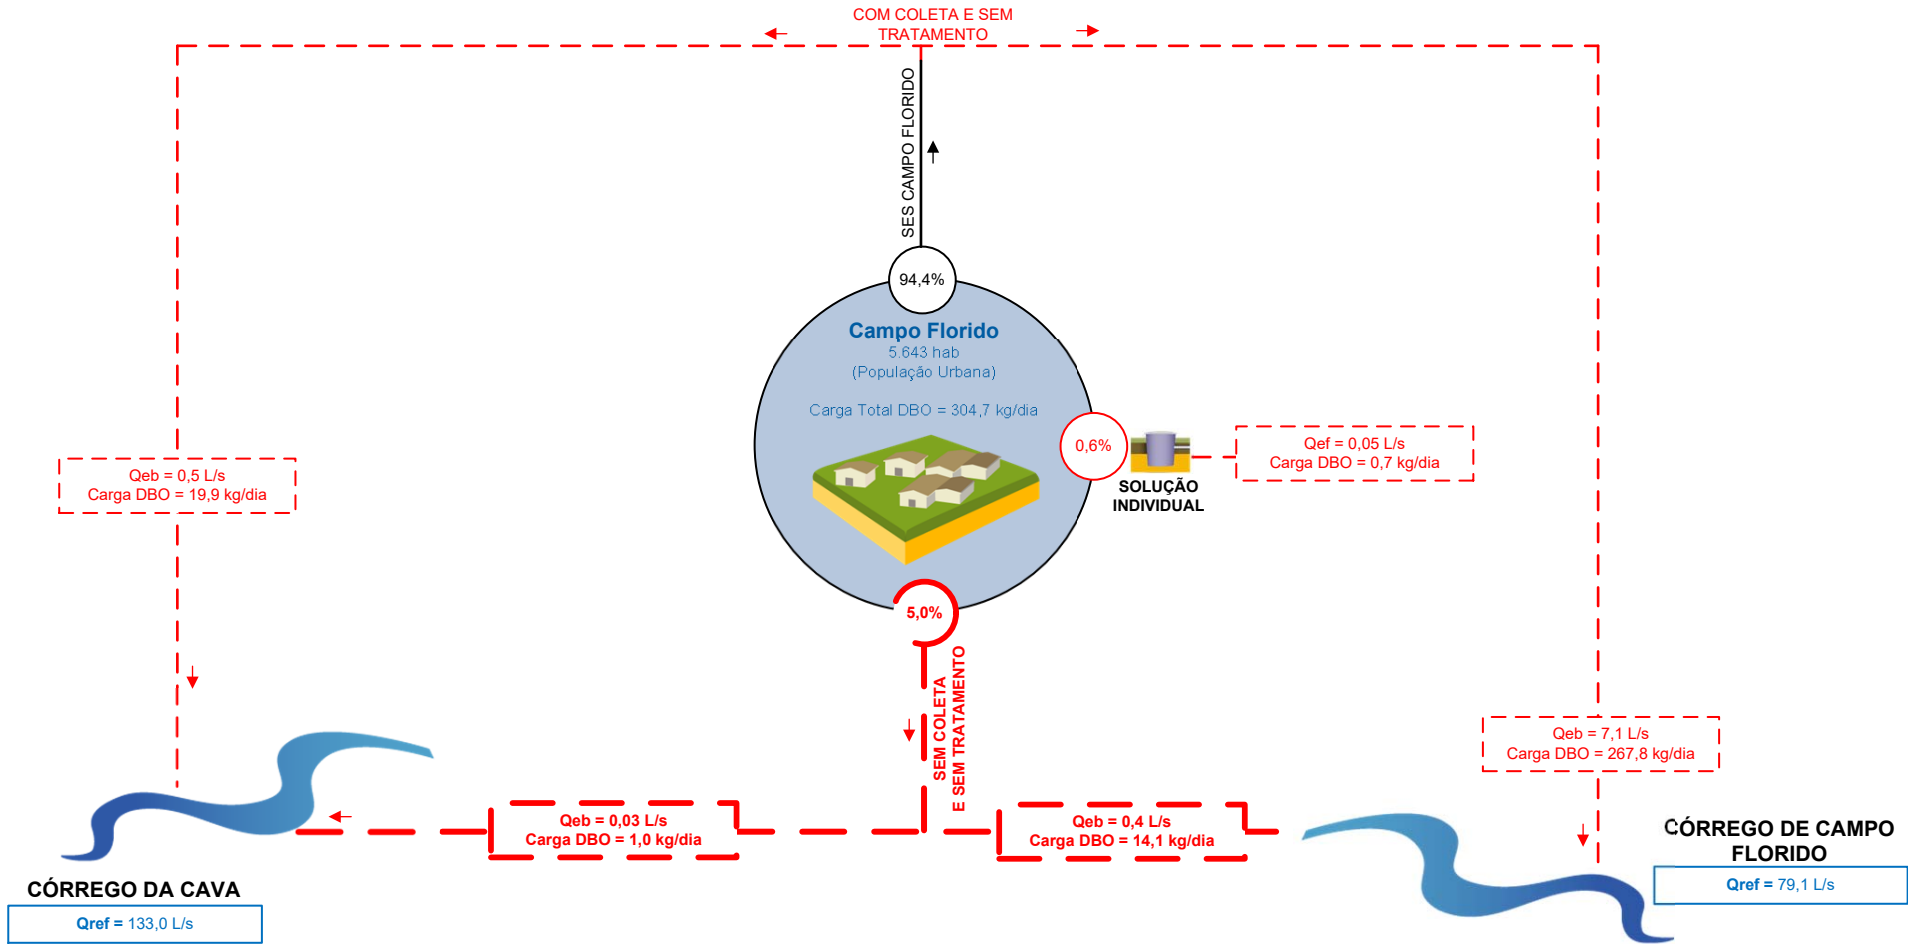 COM COLETA E SEM
TRATAMENTO
SES CAMPO FLORIDO
94,4%
Campo Florido
5.643 hab
(População Urbana)
Carga Total DBO = 304,7 kg/dia
0,6%
SOLUÇÃO
INDIVIDUAL
Qef = 0,05 L/s
Carga DBO = 0,7 kg/dia
Qeb = 0,5 L/s
Carga DBO = 19,9 kg/dia
5,0%
SEM COLETA
E SEM TRATAMENTO
Qeb = 7,1 L/s
Carga DBO = 267,8 kg/dia
Qeb = 0,03 L/s
Carga DBO = 1,0 kg/dia
Qeb = 0,4 L/s
Carga DBO = 14,1 kg/dia
CÓRREGO DE CAMPO
FLORIDO
Qref = 79,1 L/s
CÓRREGO DA CAVA
Qref = 133,0 L/s